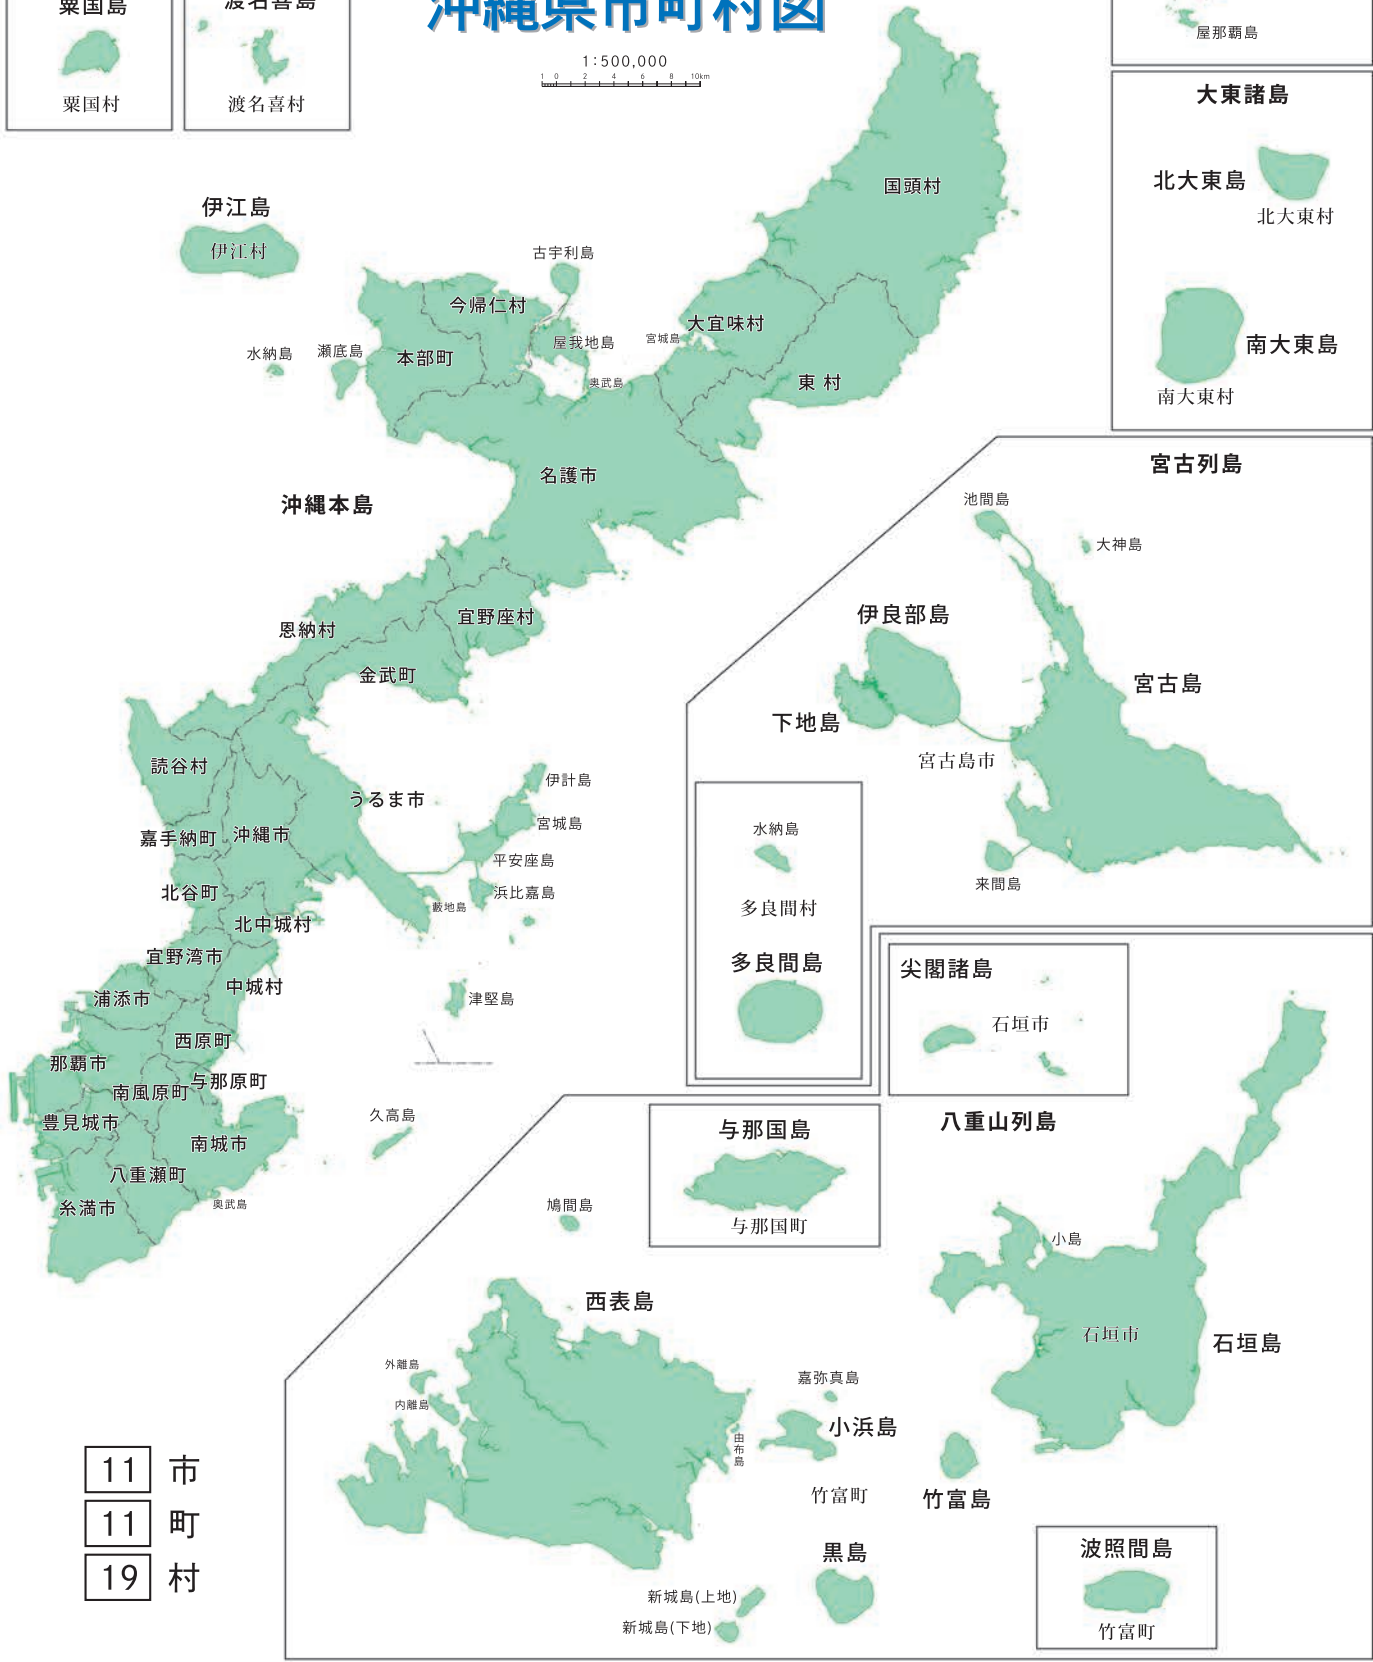 粟国島
渡名喜島
沖縄県市町村図
1:500,000
1 0 2 4 6 8 10km
粟国村
渡名喜村
屋那覇島
大東諸島
北大東島
北大東村
南大東島
南大東村
伊江島
伊江村
国頭村
古宇利島
今帰仁村
大宜味村
宮城島
屋我地島
水納島
瀬底島
本部町
奥武島
東 村
名護市
沖縄本島
恩納村
宜野座村
金武町
読谷村
うるま市
伊計島
宮城島
嘉手納町
沖縄市
平安座島
浜比嘉島
北谷町
藪地島
北中城村
宜野湾市
中城村
浦添市
津堅島
西原町
那覇市
与那原町
南風原町
豊見城市
南城市
久高島
八重瀬町
糸満市
奥武島
宮古列島
池間島
大神島
伊良部島
宮古島
下地島
宮古島市
来間島
水納島
多良間村
多良間島
尖閣諸島
石垣市
八重山列島
与那国島
与那国町
鳩間島
小島
西表島
石垣市
石垣島
外離島
内離島
嘉弥真島
小浜島
由布島
竹富町
竹富島
黒島
波照間島
竹富町
新城島(上地)
新城島(下地)
11 市
11 町
19 村